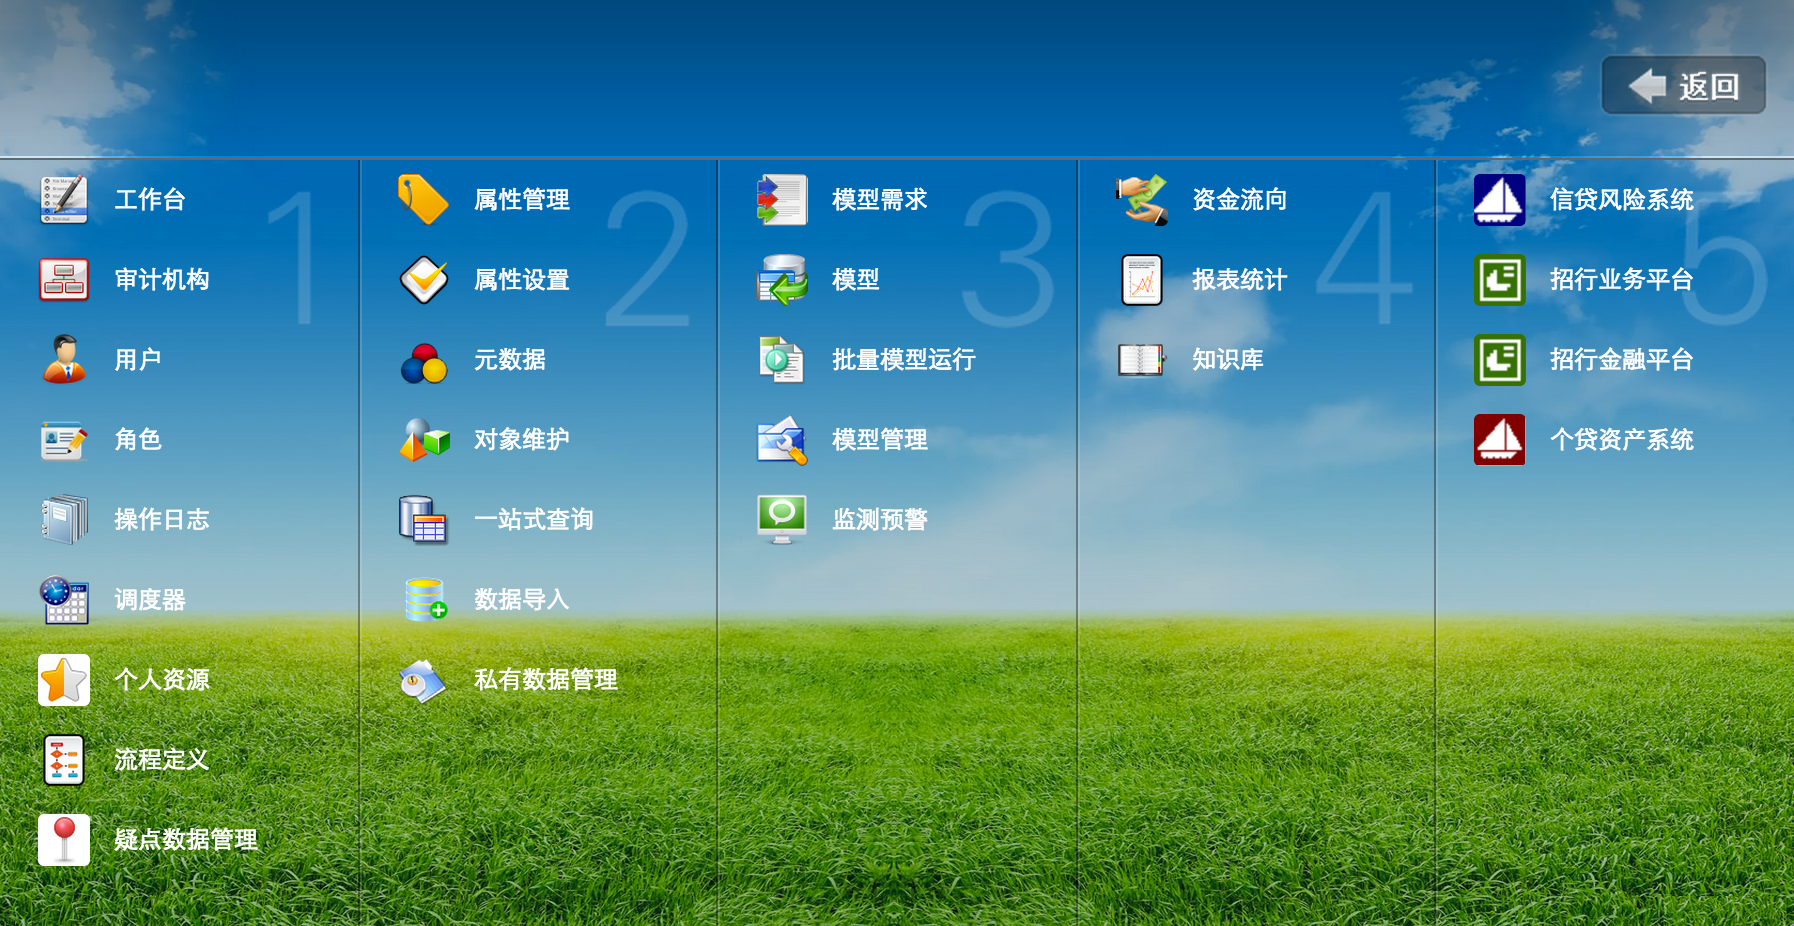 返回
1
工作台
审计机构
用户
角色
操作日志
调度器
个人资源
流程定义
疑点数据管理
2
属性管理
属性设置
元数据
对象维护
一站式查询
数据导入
私有数据管理
3
模型需求
模型
批量模型运行
模型管理
监测预警
4
资金流向
报表统计
知识库
5
信贷风险系统
招行业务平台
招行金融平台
个贷资产系统